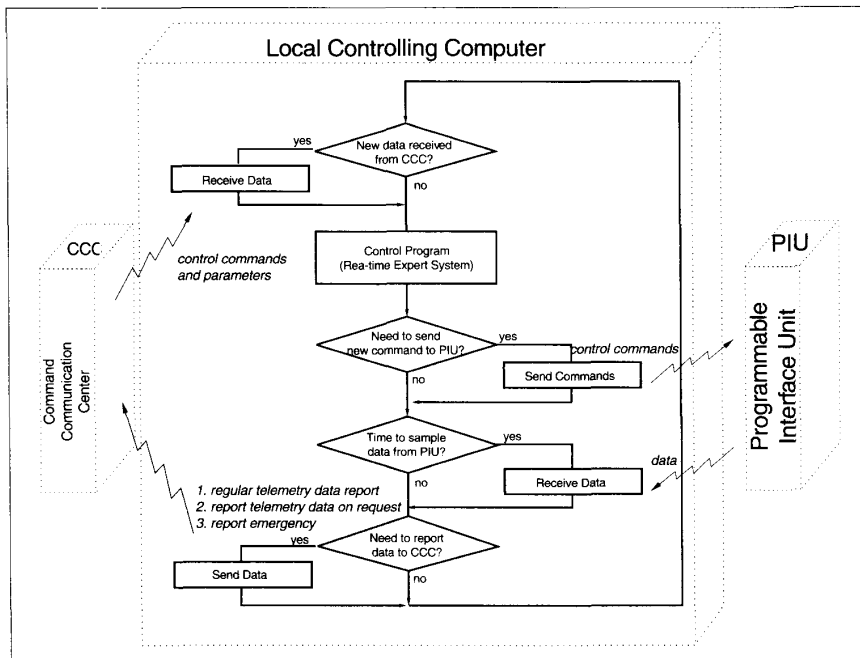 Local Controlling Computer
yes
New data received
from CCC?
Receive Data
no
CCC
control commands
and parameters
Control Program
(Rea-time Expert System)
PIU
Need to send
new command to PIU?
yes
control commands
Send Commands
no
Command
Communication
Center
Programmable
Interface Unit
Time to sample
data from PIU?
yes
data
Receive Data
no
1. regular telemetry data report
2. report telemetry data on request
3. report emergency
yes
Need to report
data to CCC?
Send Data
no